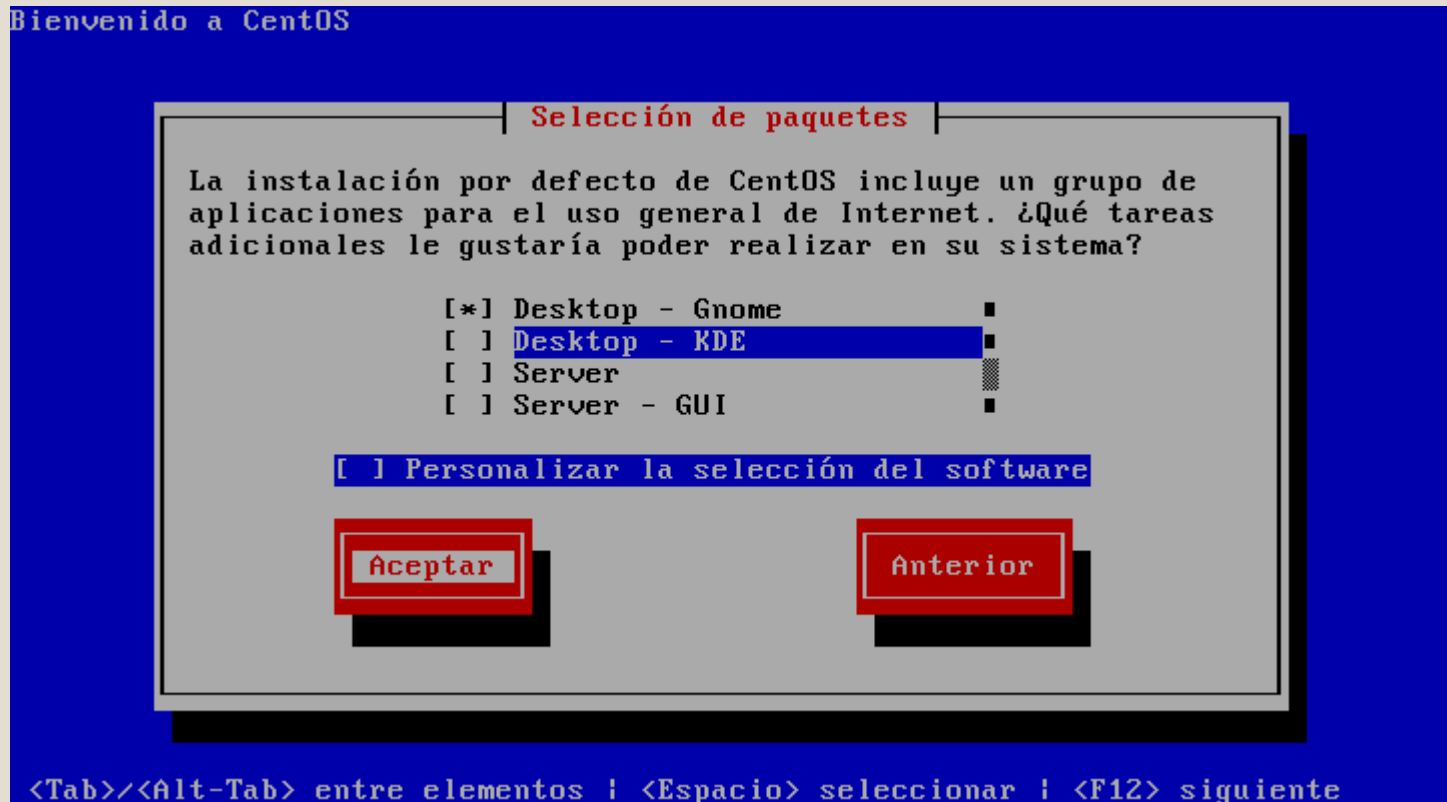 Bienvenido a CentOS
Selección de paquetes
La instalación por defecto de CentOS incluye un grupo de
aplicaciones para el uso general de Internet. ¿Qué tareas
adicionales le gustaría poder realizar en su sistema?
[*] Desktop - Gnome
[ ] Desktop - KDE
[ ] Server
[ ] Server - GUI
[ ] Personalizar la selección del software
Aceptar Anterior
<Tab>/<Alt-Tab> entre elementos ¦ <Espacio> seleccionar ¦ <F12> siguiente